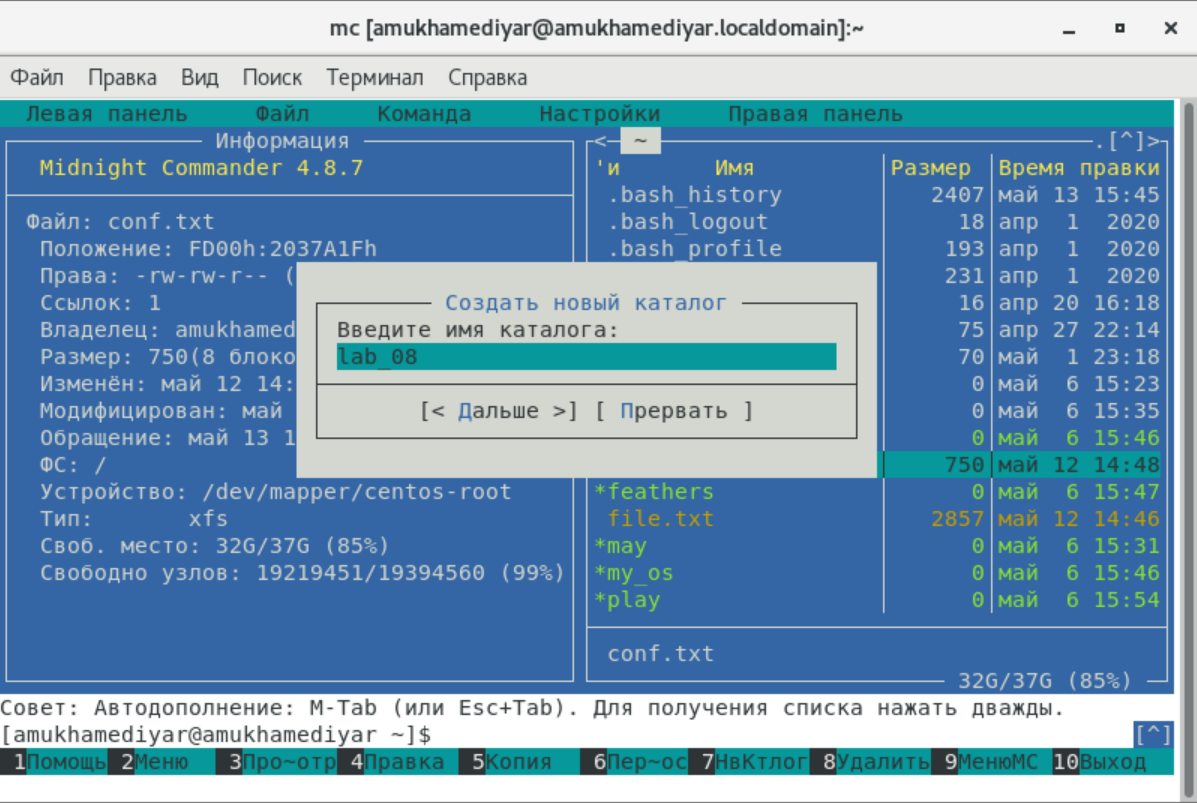 mc [amukhamediyar@amukhamediyar.localdomain]:~
Файл Правка Вид Поиск Терминал Справка
Левая панель Файл Команда Настройки Правая панель
Информация <— ~ .[^]>
Midnight Commander 4.8.7 'и Имя Размер Время правки
.bash_history 2407 май 13 15:45
Файл: conf.txt .bash_logout 18 апр 1 2020
Положение: FD00h:2037A1Fh .bash_profile 193 апр 1 2020
Права: -rw-rw-r-- ( 231 апр 1 2020
Ссылок: 1 Создать новый каталог 16 апр 20 16:18
Владелец: amukhamed Введите имя каталога: 75 апр 27 22:14
Размер: 750(8 блоко lab_08 70 май 1 23:18
Изменён: май 12 14: 0 май 6 15:23
Модифицирован: май [< Дальше >] [ Прервать ] 0 май 6 15:35
Обращение: май 13 1 0 май 6 15:46
ФС: / 750 май 12 14:48
Устройство: /dev/mapper/centos-root *feathers 0 май 6 15:47
Тип: xfs file.txt 2857 май 12 14:46
Своб. место: 32G/37G (85%) *may 0 май 6 15:31
Свободно узлов: 19219451/19394560 (99%) *my_os 0 май 6 15:46
*play 0 май 6 15:54
conf.txt
32G/37G (85%)
Совет: Автодополнение: M-Tab (или Esc+Tab). Для получения списка нажать дважды.
[amukhamediyar@amukhamediyar ~]$ [^]
1Помощь 2Меню 3Про~отр 4Правка 5Копия 6Пер~ос 7НвКтлог 8Удалить 9МенюМС 10Выход